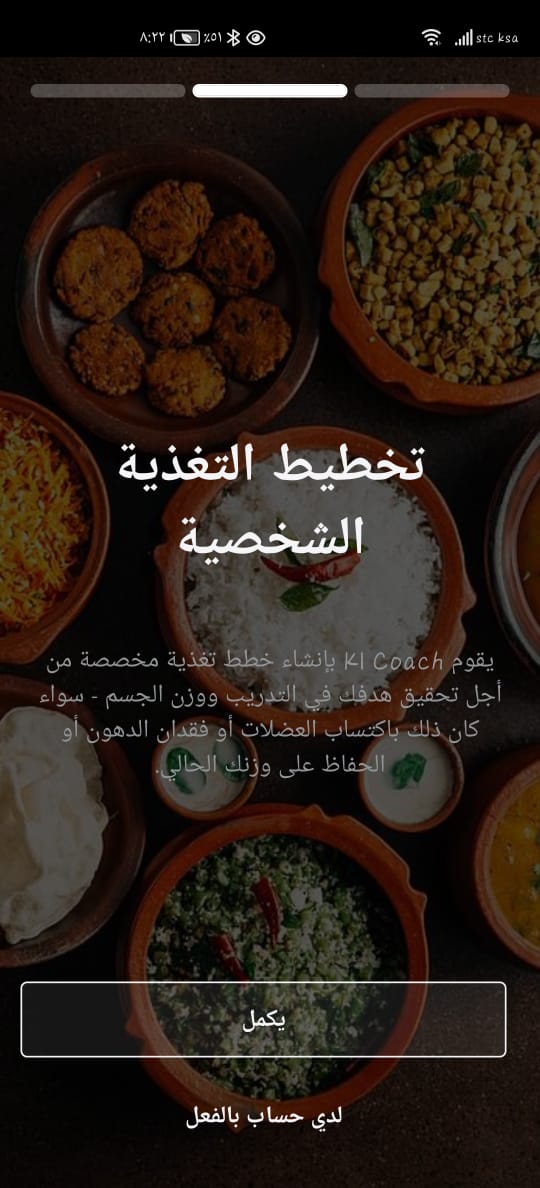 ٨:٢٢ ٪٥١ stc ksa
تخطيط التغذية
الشخصية
يقوم KI Coach بإنشاء خطط تغذية مخصصة من
أجل تحقيق هدفك في التدريب ووزن الجسم - سواء
كان ذلك باكتساب العضلات أو فقدان الدهون أو
الحفاظ على وزنك الحالي.
يكمل
لدي حساب بالفعل